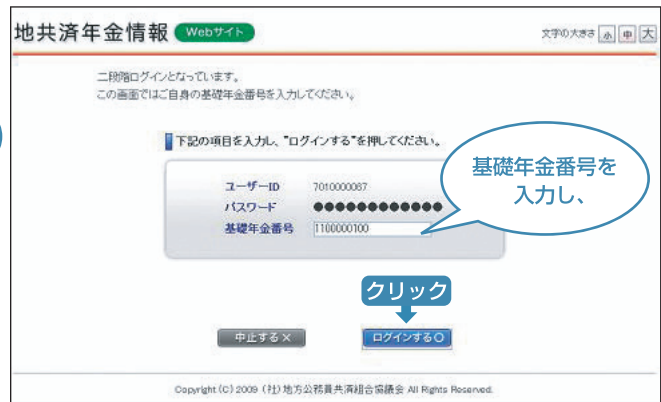 地共済年金情報 Webサイト
文字の大きさ 小 中 大
二段階ログインとなっています。
この画面ではご自身の基礎年金番号を入力してください。
下記の項目を入力し、"ログインする"を押してください。
基礎年金番号を
入力し、
ユーザーID 7010000087
パスワード ●●●●●●●●●●●●
基礎年金番号 1100000100
クリック
中止する×
ログインする○
Copyright (C) 2009 (社)地方公務員共済組合協議会 All Rights Reserved.